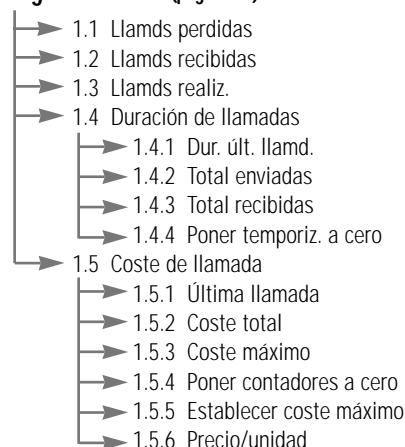 1.1 Llamds perdidas
1.2 Llamds recibidas
1.3 Llamds realiz.
1.4 Duración de llamadas
1.4.1 Dur. últ. llamd.
1.4.2 Total enviadas
1.4.3 Total recibidas
1.4.4 Poner temporiz. a cero
1.5 Coste de llamada
1.5.1 Última llamada
1.5.2 Coste total
1.5.3 Coste máximo
1.5.4 Poner contadores a cero
1.5.5 Establecer coste máximo
1.5.6 Precio/unidad